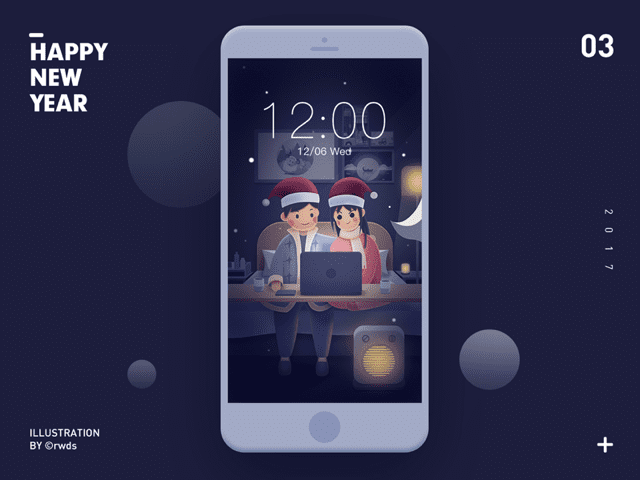 HAPPY
NEW
YEAR
03
12:00
12/06 Wed
2017
ILLUSTRATION
BY ©rwds
+